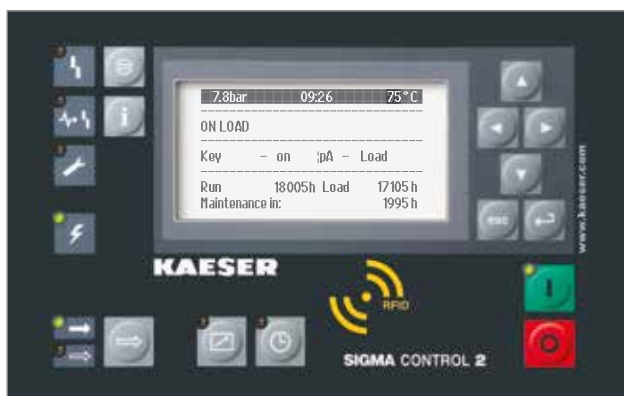 7.8bar 09:26 75°C
ON LOAD
Key - on ¦pA - Load
Run 18005h Load 17105h
Maintenance in: 1995h
esc
www.kaeser.com
KAESER
RFID
SIGMA CONTROL 2